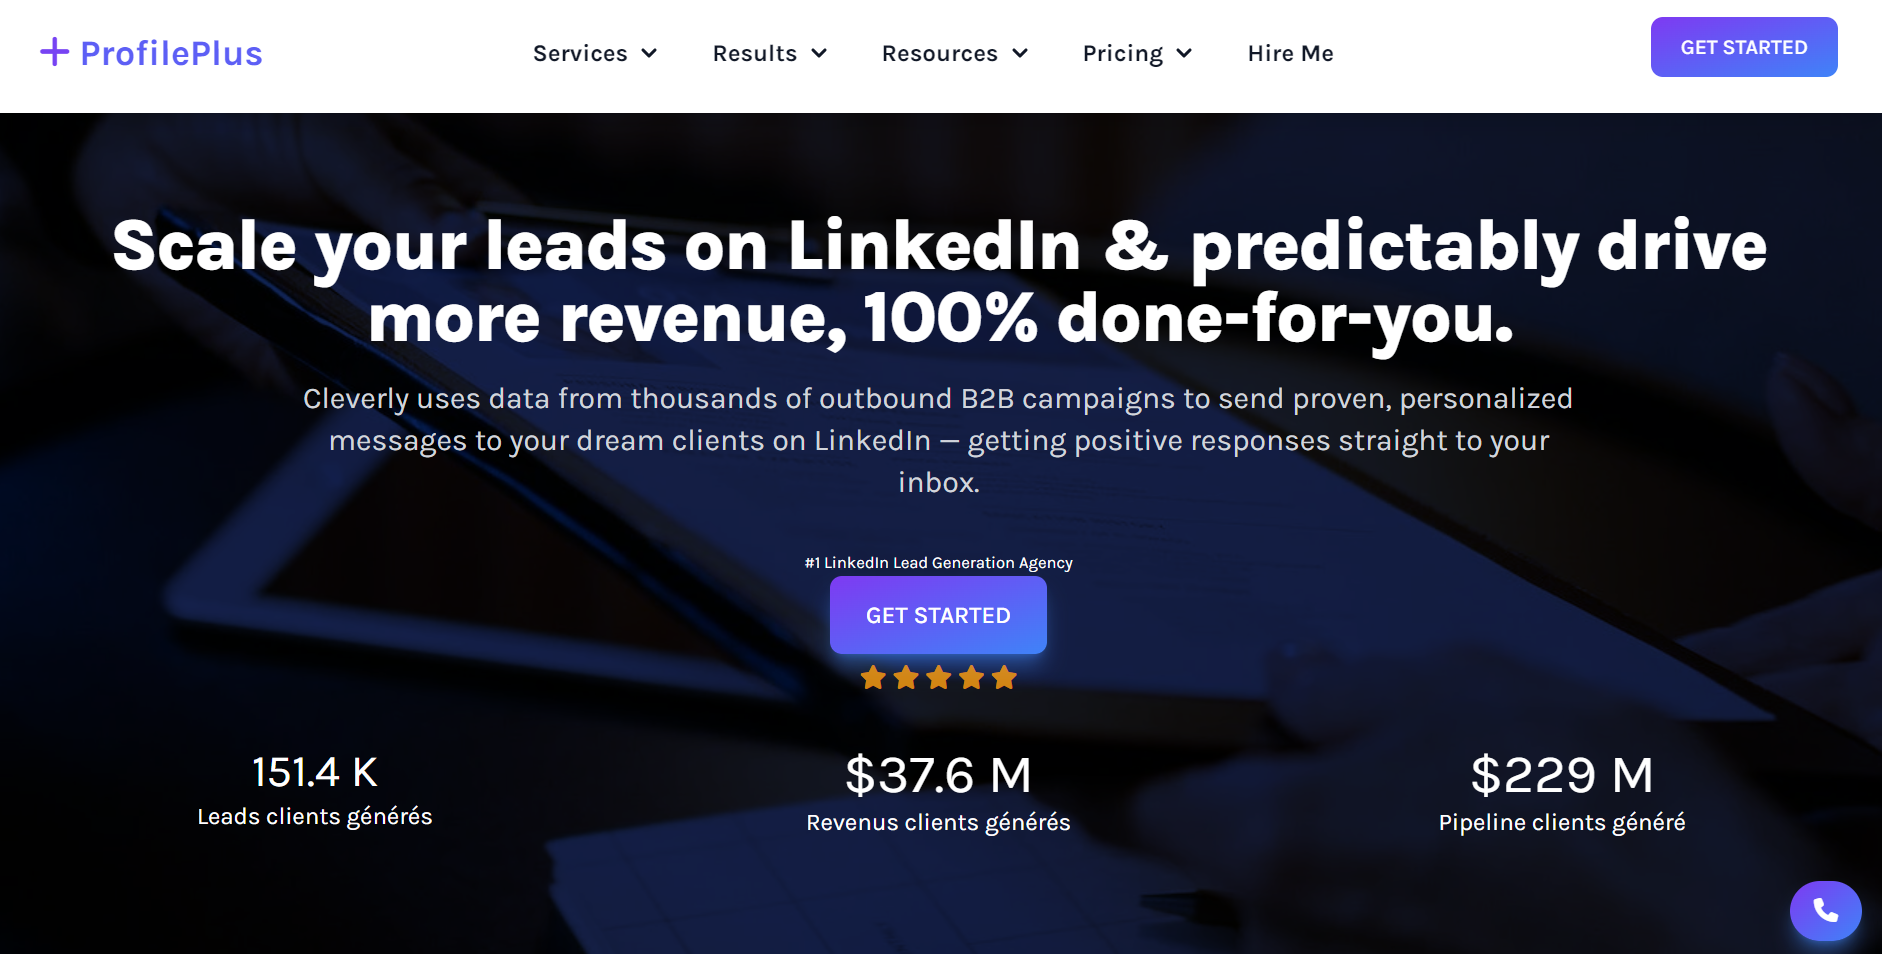 ProfilePlus
Services
Results
Resources
Pricing
Hire Me
GET STARTED
Scale your leads on LinkedIn & predictably drive
more revenue, 100% done-for-you.
Cleverly uses data from thousands of outbound B2B campaigns to send proven, personalized
messages to your dream clients on LinkedIn — getting positive responses straight to your
inbox.
#1 LinkedIn Lead Generation Agency
GET STARTED
151.4 K
Leads clients générés
$37.6 M
Revenus clients générés
$229 M
Pipeline clients généré